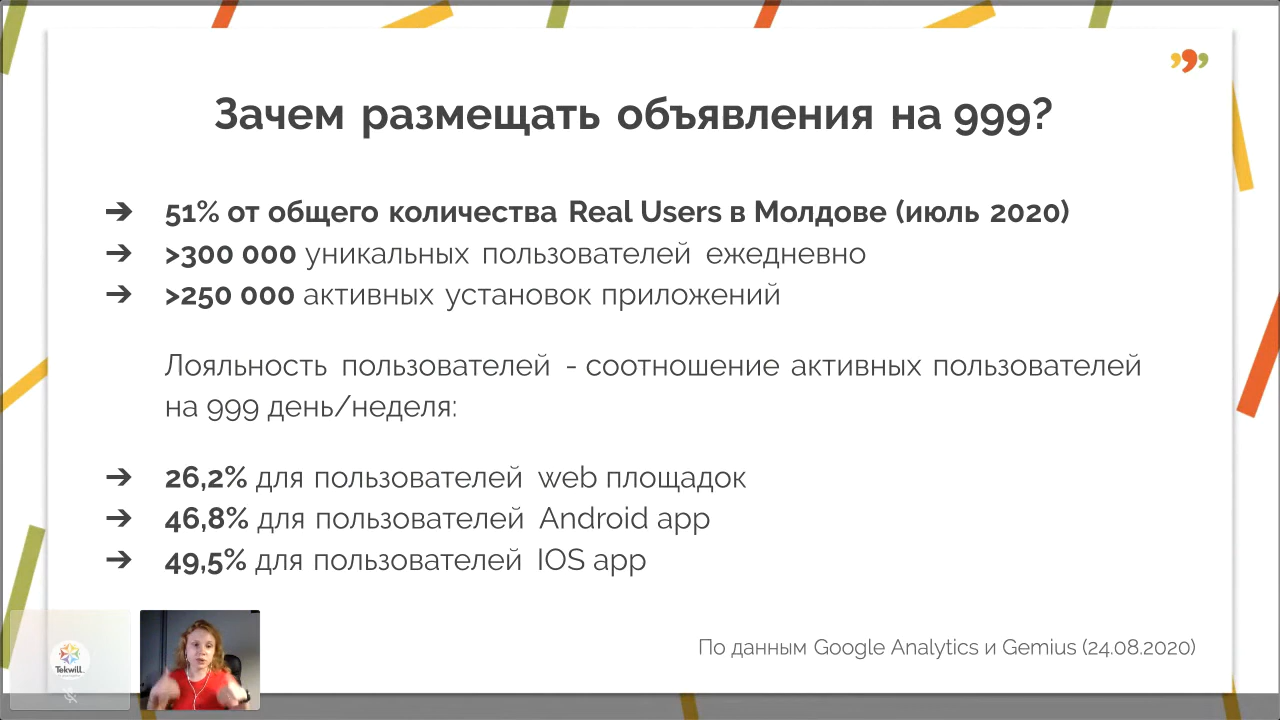 Зачем размещать объявления на 999?
➔ 51% от общего количества Real Users в Молдове (июль 2020)
➔ >300 000 уникальных пользователей ежедневно
➔ >250 000 активных установок приложений
Лояльность пользователей - соотношение активных пользователей
на 999 день/неделя:
➔ 26,2% для пользователей web площадок
➔ 46,8% для пользователей Android app
➔ 49,5% для пользователей IOS app
По данным Google Analytics и Gemius (24.08.2020)
Tekwill